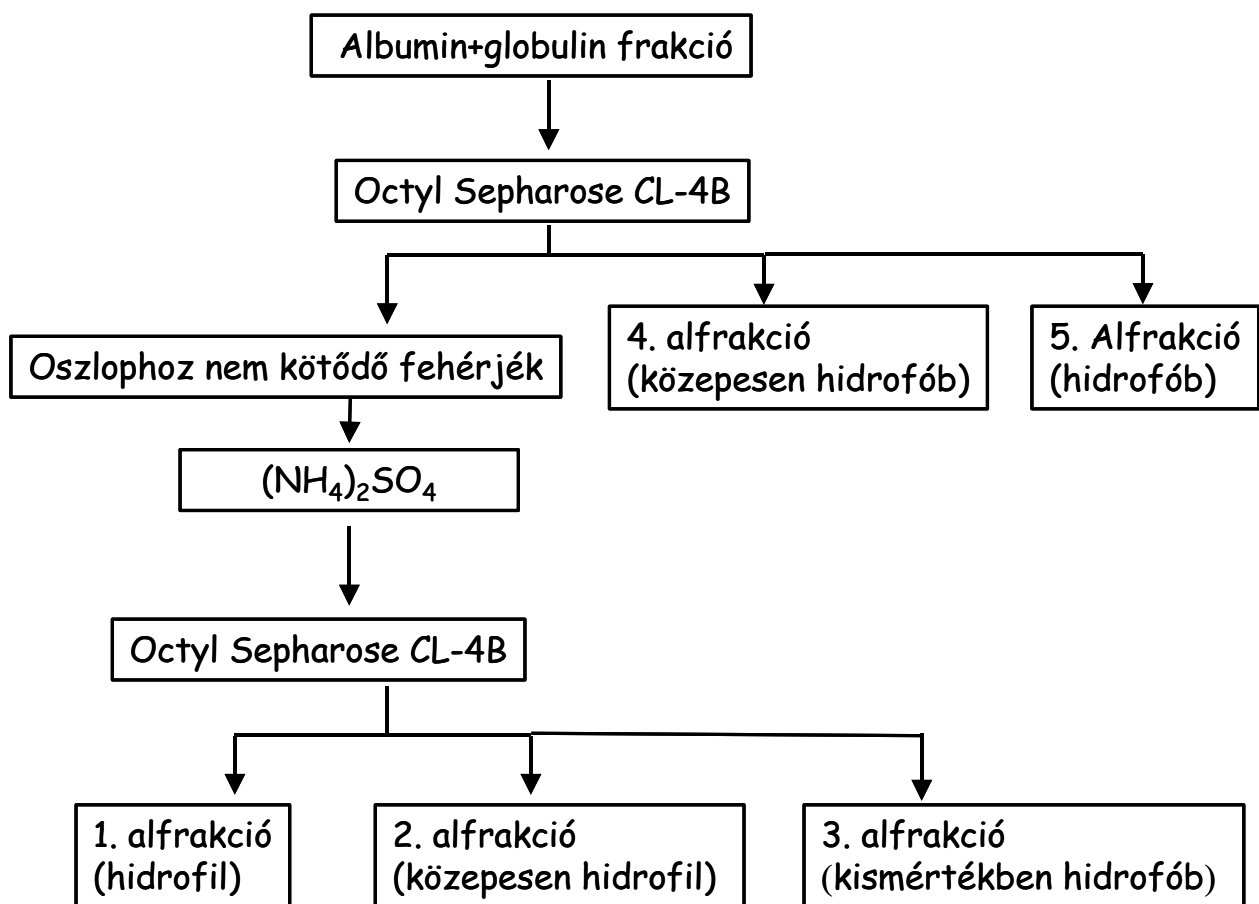 Albumin+globulin frakció
Octyl Sepharose CL-4B
Oszlophoz nem kötődő fehérjék
4. alfrakció
(közepesen hidrofób)
5. Alfrakció
(hidrofób)
(NH₄)₂SO₄
Octyl Sepharose CL-4B
1. alfrakció
(hidrofil)
2. alfrakció
(közepesen hidrofil)
3. alfrakció
(kismértékben hidrofób)